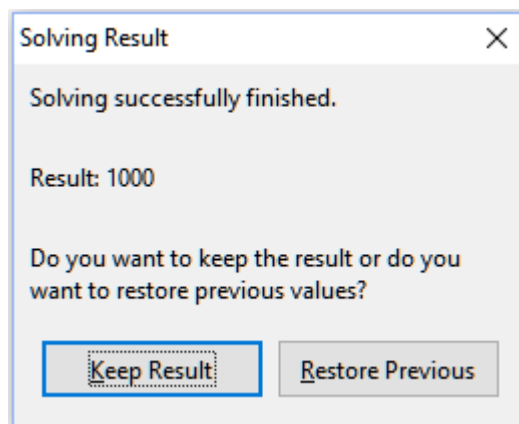 Solving Result
Solving successfully finished.
Result: 1000
Do you want to keep the result or do you
want to restore previous values?
Keep Result
Restore Previous